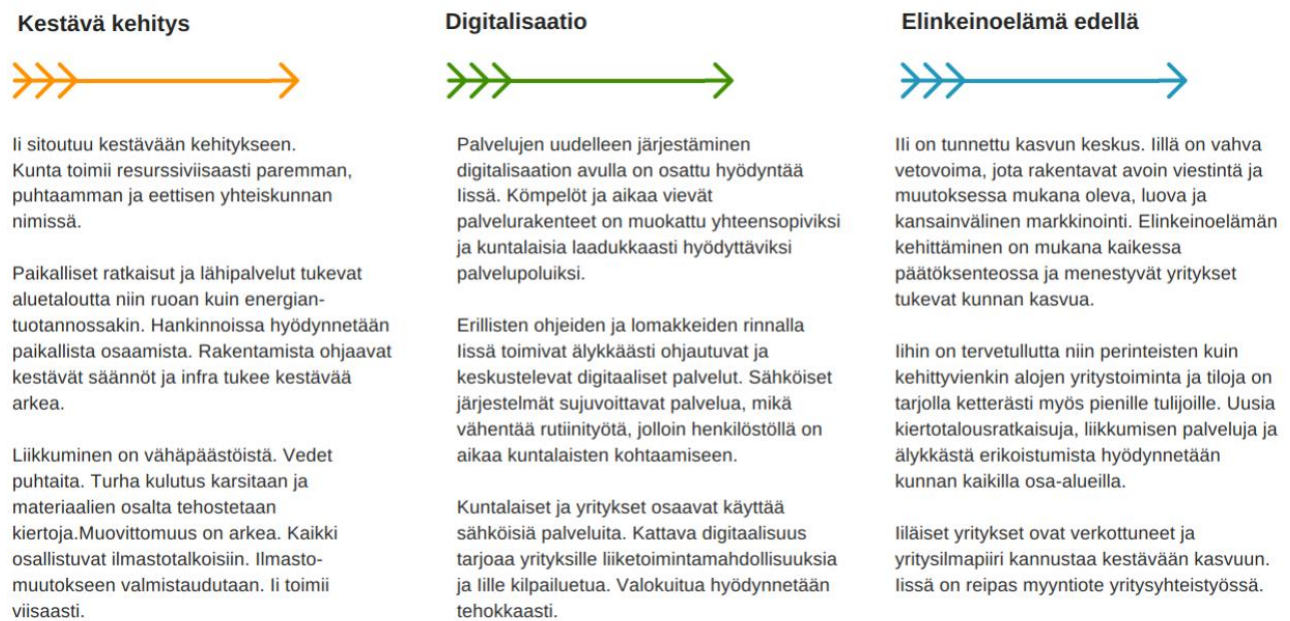 Kestävä kehitys
Ii sitoutuu kestävään kehitykseen.
Kunta toimii resurssiviisaasti paremman,
puhtaamman ja eettisen yhteiskunnan
nimissä.
Paikalliset ratkaisut ja lähipalvelut tukevat
aluetaloutta niin ruoan kuin energian-
tuotannossakin. Hankinnoissa hyödynnetään
paikallista osaamista. Rakentamista ohjaavat
kestävät säännöt ja infra tukee kestävää
arkea.
Liikkuminen on vähäpäästöistä. Vedet
puhtaita. Turha kulutus karsitaan ja
materiaalien osalta tehostetaan
kiertoja.Muovittomuus on arkea. Kaikki
osallistuvat ilmastotalkoisiin. Ilmasto-
muutokseen valmistaudutaan. Ii toimii
viisaasti.
Digitalisaatio
Palvelujen uudelleen järjestäminen
digitalisaation avulla on osattu hyödyntää
Iissä. Kömpelöt ja aikaa vievät
palvelurakenteet on muokattu yhteensopiviksi
ja kuntalaisia laadukkaasti hyödyttäviksi
palvelupoluiksi.
Erillisten ohjeiden ja lomakkeiden rinnalla
Iissä toimivat älykkäästi ohjautuvat ja
keskustelevat digitaaliset palvelut. Sähköiset
järjestelmät sujuvoittavat palvelua, mikä
vähentää rutiinityötä, jolloin henkilöstöllä on
aikaa kuntalaisten kohtaamiseen.
Kuntalaiset ja yritykset osaavat käyttää
sähköisiä palveluita. Kattava digitaalisuus
tarjoaa yrityksille liiketoimintamahdollisuuksia
ja Iille kilpailuetua. Valokuitua hyödynnetään
tehokkaasti.
Elinkeinoelämä edellä
IIi on tunnettu kasvun keskus. Iillä on vahva
vetovoima, jota rakentavat avoin viestintä ja
muutoksessa mukana oleva, luova ja
kansainvälinen markkinointi. Elinkeinoelämän
kehittäminen on mukana kaikessa
päätöksenteossa ja menestyvät yritykset
tukevat kunnan kasvua.
Iihin on tervetullutta niin perinteisten kuin
kehittyvienkin alojen yritystoiminta ja tiloja on
tarjolla ketterästi myös pienille tulijoille. Uusia
kiertotalousratkaisuja, liikkumisen palveluja ja
älykkästä erikoistumista hyödynnetään
kunnan kaikilla osa-alueilla.
Iiläiset yritykset ovat verkottuneet ja
yritysilmapiiri kannustaa kestävään kasvuun.
Iissä on reipas myyntiote yritysyhteistyössä.